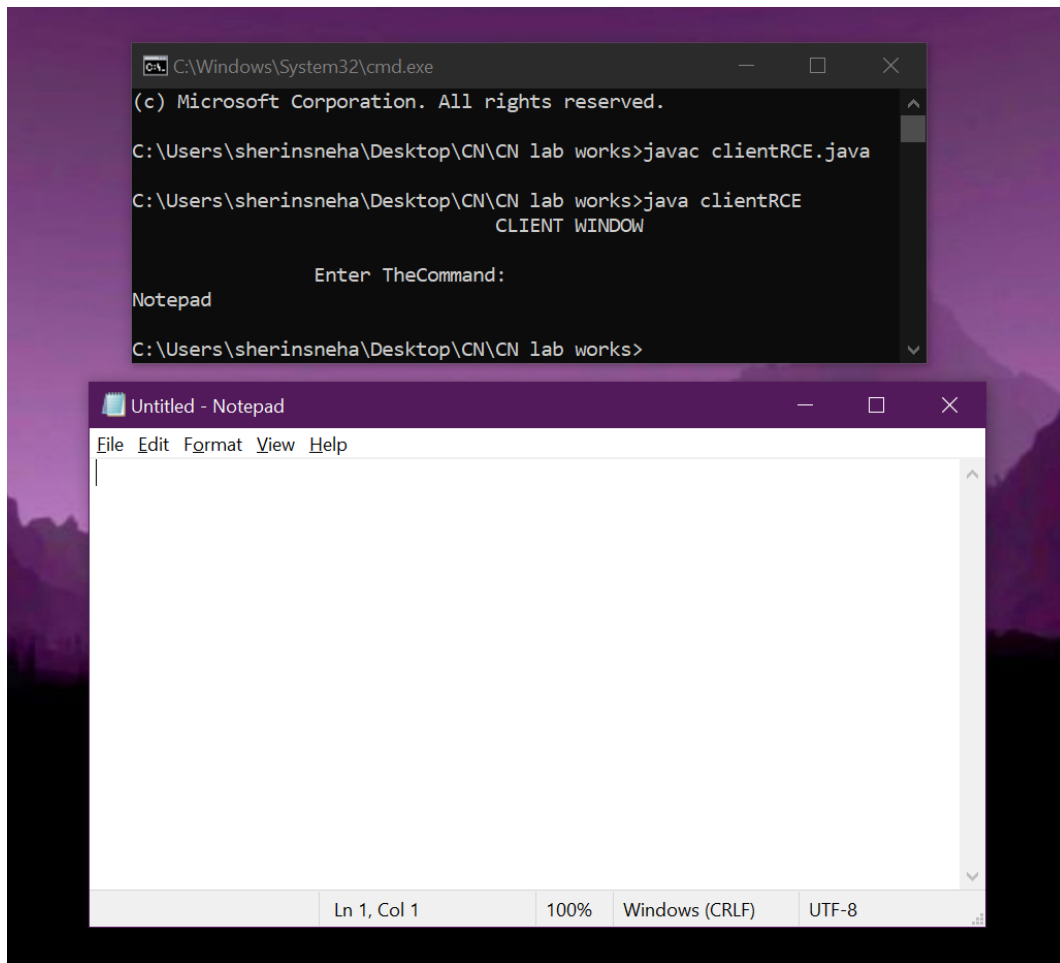 C:\Windows\System32\cmd.exe
(c) Microsoft Corporation. All rights reserved.
C:\Users\sherinsneha\Desktop\CN\CN lab works>javac clientRCE.java
C:\Users\sherinsneha\Desktop\CN\CN lab works>java clientRCE
CLIENT WINDOW
Enter TheCommand:
Notepad
C:\Users\sherinsneha\Desktop\CN\CN lab works>
Untitled - Notepad
File Edit Format View Help
Ln 1, Col 1 100% Windows (CRLF) UTF-8